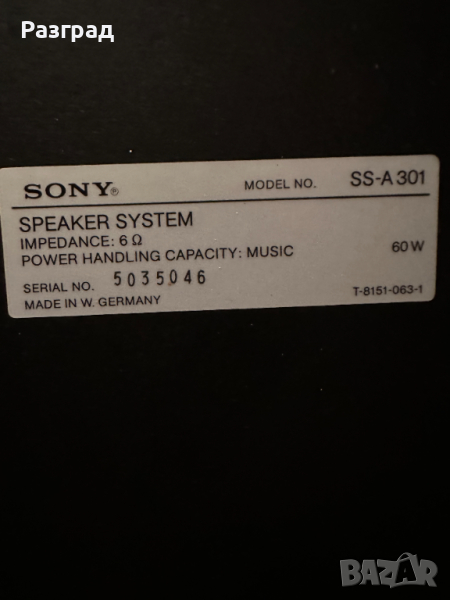 Разград
SONY® MODEL NO. SS-A 301
SPEAKER SYSTEM
IMPEDANCE: 6 Ω
POWER HANDLING CAPACITY: MUSIC 60 W
SERIAL NO. 5035046
MADE IN W. GERMANY T-8151-063-1
BAZAR